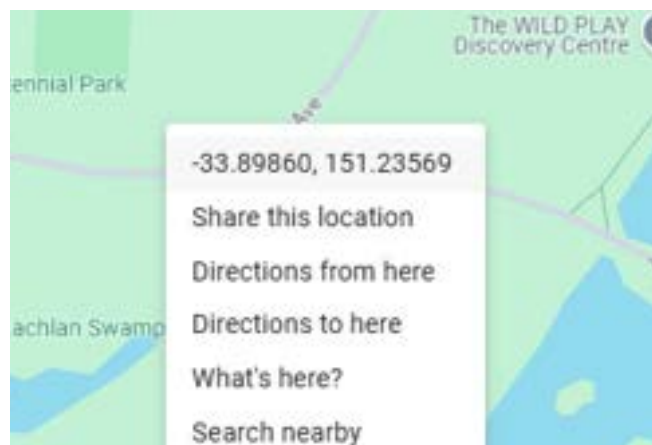 The WILD PLAY
Discovery Centre
ennial Park
Ave
-33.89860, 151.23569
Share this location
Directions from here
Directions to here
achlan Swamp
What's here?
Search nearby